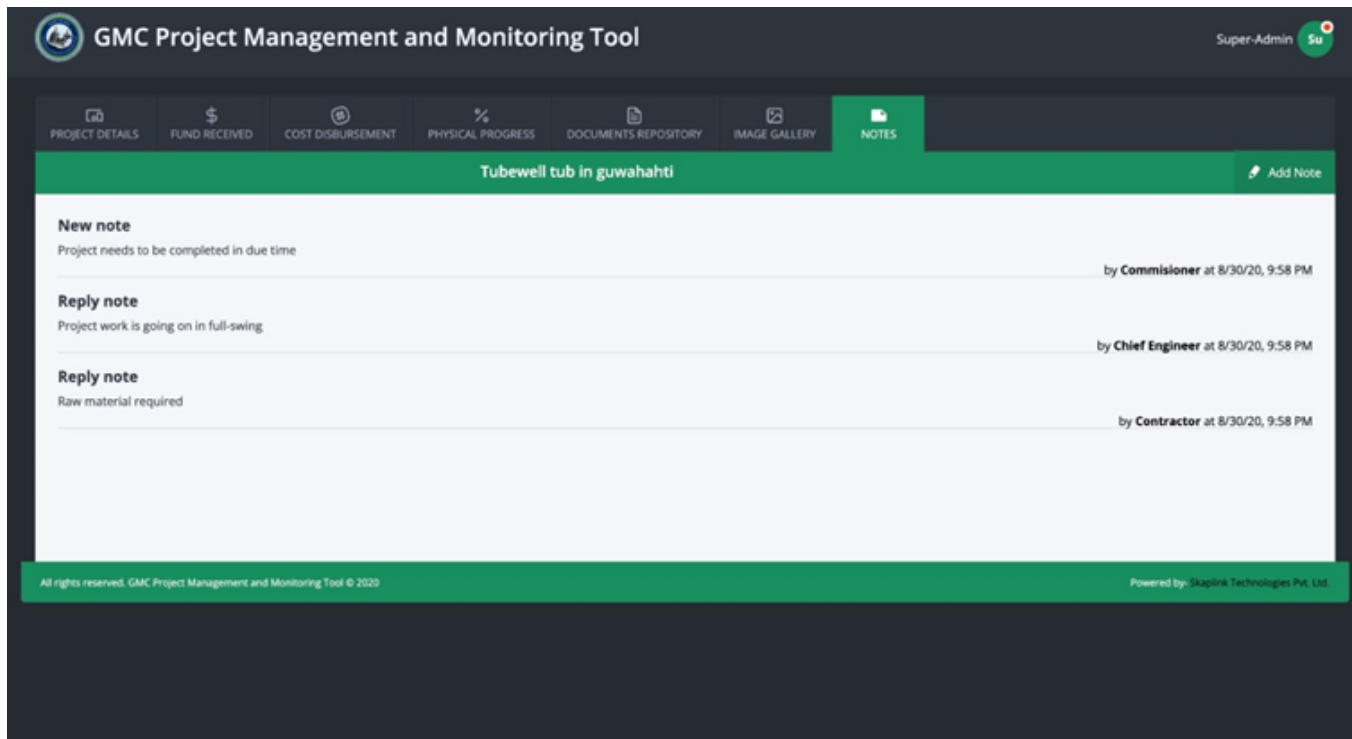 GMC Project Management and Monitoring Tool
Super-Admin Su
PROJECT DETAILS FUND RECEIVED COST DISBURSEMENT PHYSICAL PROGRESS DOCUMENTS REPOSITORY IMAGE GALLERY NOTES
Tubewell tub in guwahahti
Add Note
New note
Project needs to be completed in due time
by Commisioner at 8/30/20, 9:58 PM
Reply note
Project work is going on in full-swing
by Chief Engineer at 8/30/20, 9:58 PM
Reply note
Raw material required
by Contractor at 8/30/20, 9:58 PM
All rights reserved. GMC Project Management and Monitoring Tool © 2020
Powered by- Skaplink Technologies Pvt. Ltd.